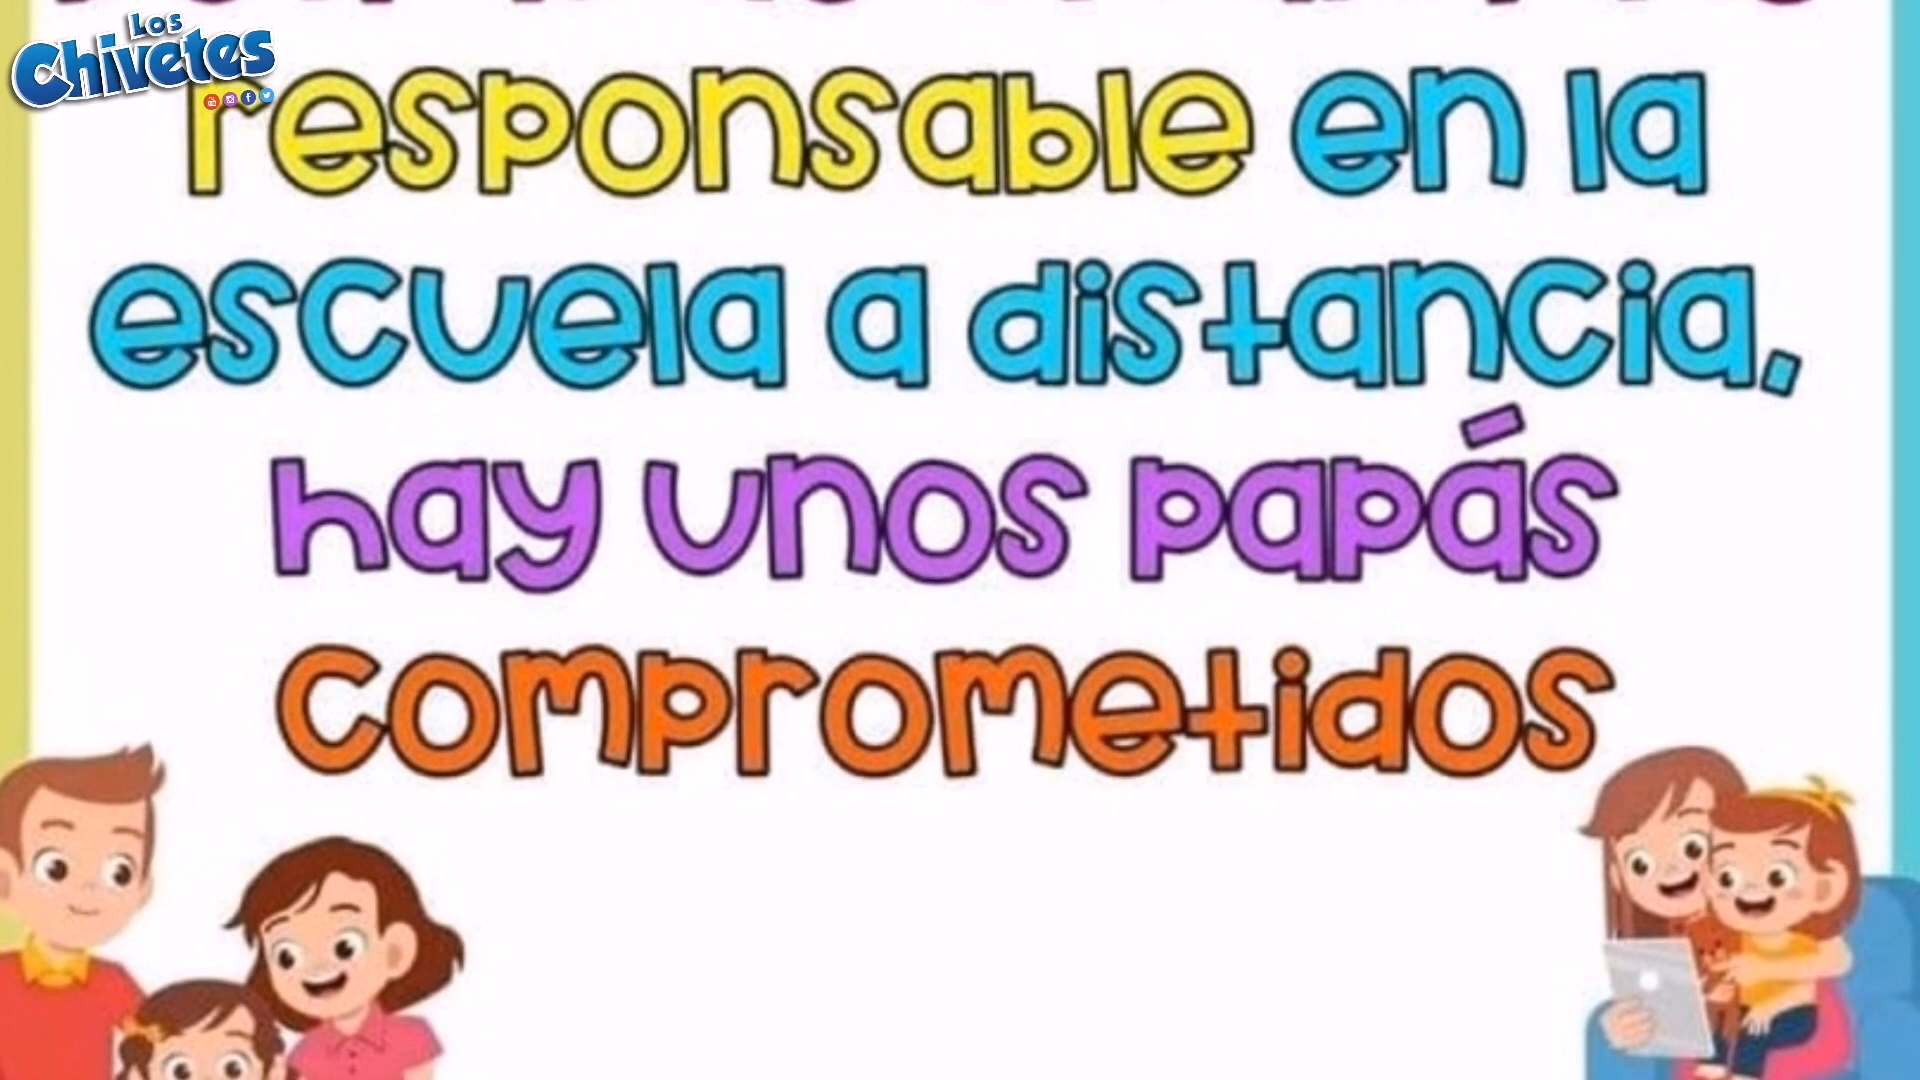 Los
Chivetes
responsable en la
escuela a distancia,
hay unos papás
comprometidos